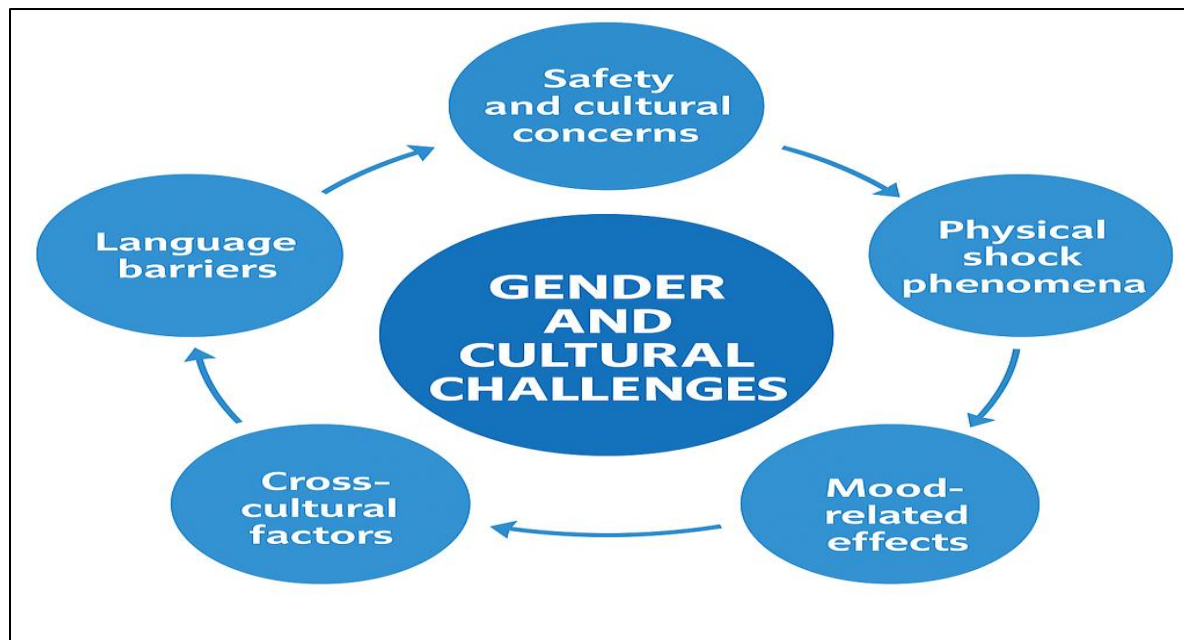 Safety
and cultural
concerns
Physical
shock
phenomena
Mood-
related
effects
Cross-
cultural
factors
Language
barriers
GENDER
AND
CULTURAL
CHALLENGES